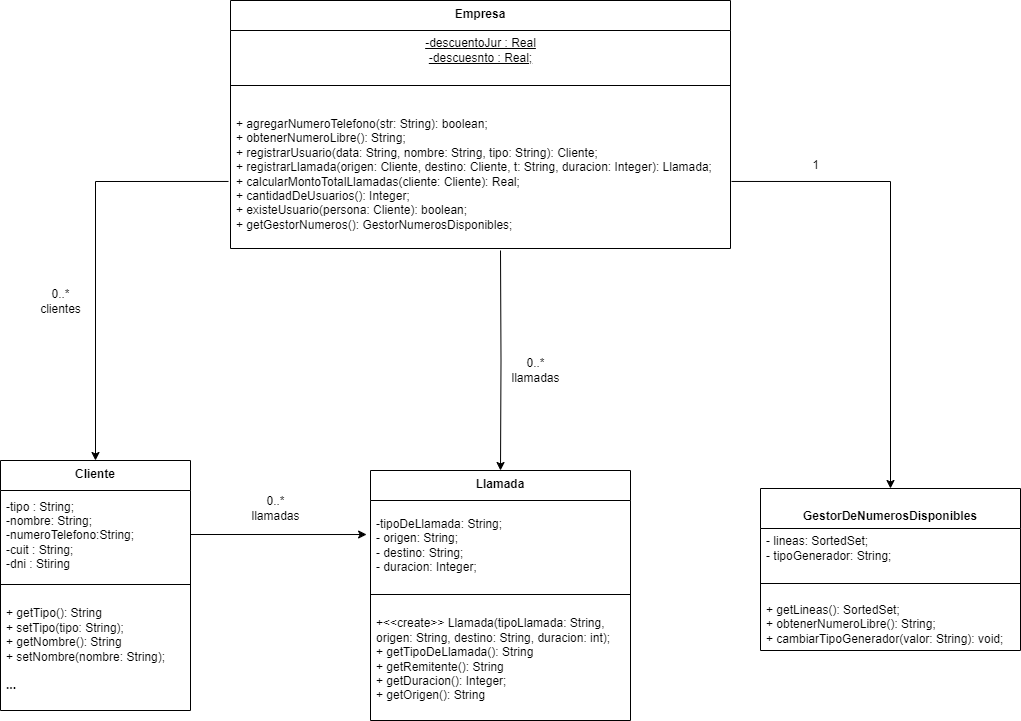 Empresa
-descuentoJur : Real
-descuesnto : Real;
+ agregarNumeroTelefono(str: String): boolean;
+ obtenerNumeroLibre(): String;
+ registrarUsuario(data: String, nombre: String, tipo: String): Cliente;
+ registrarLlamada(origen: Cliente, destino: Cliente, t: String, duracion: Integer): Llamada;
+ calcularMontoTotalLlamadas(cliente: Cliente): Real;
+ cantidadDeUsuarios(): Integer;
+ existeUsuario(persona: Cliente): boolean;
+ getGestorNumeros(): GestorNumerosDisponibles;
1
0..*
clientes
0..*
llamadas
Cliente
-tipo : String;
-nombre: String;
-numeroTelefono:String;
-cuit : String;
-dni : Stiring
+ getTipo(): String
+ setTipo(tipo: String);
+ getNombre(): String
+ setNombre(nombre: String);
...
0..*
llamadas
Llamada
-tipoDeLlamada: String;
- origen: String;
- destino: String;
- duracion: Integer;
+<<create>> Llamada(tipoLlamada: String,
origen: String, destino: String, duracion: int);
+ getTipoDeLlamada(): String
+ getRemitente(): String
+ getDuracion(): Integer;
+ getOrigen(): String
GestorDeNumerosDisponibles
- lineas: SortedSet;
- tipoGenerador: String;
+ getLineas(): SortedSet;
+ obtenerNumeroLibre(): String;
+ cambiarTipoGenerador(valor: String): void;